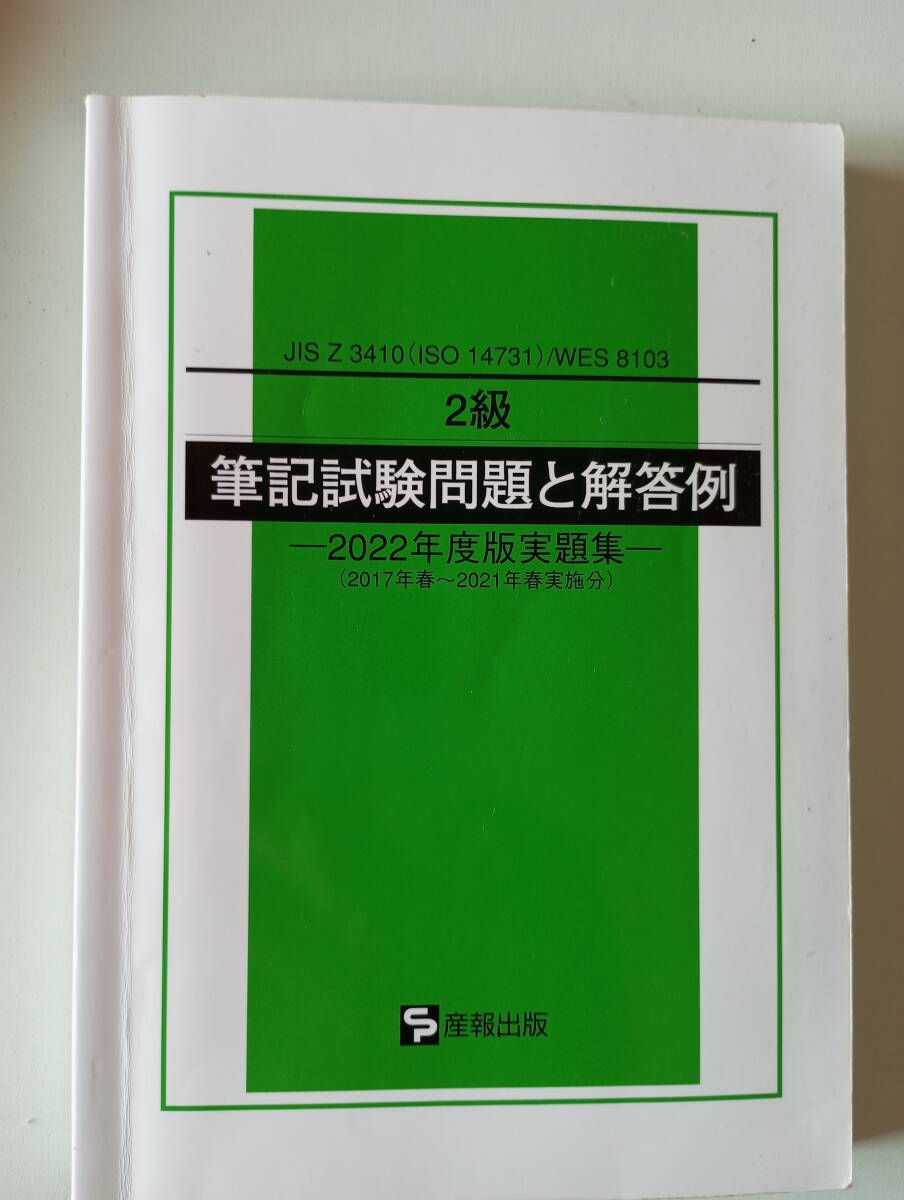 JIS Z 3410(ISO 14731)/WES 8103
2級
筆記試験問題と解答例
―2022年度版実題集―
(2017年春~2021年春実施分)
SP 産報出版